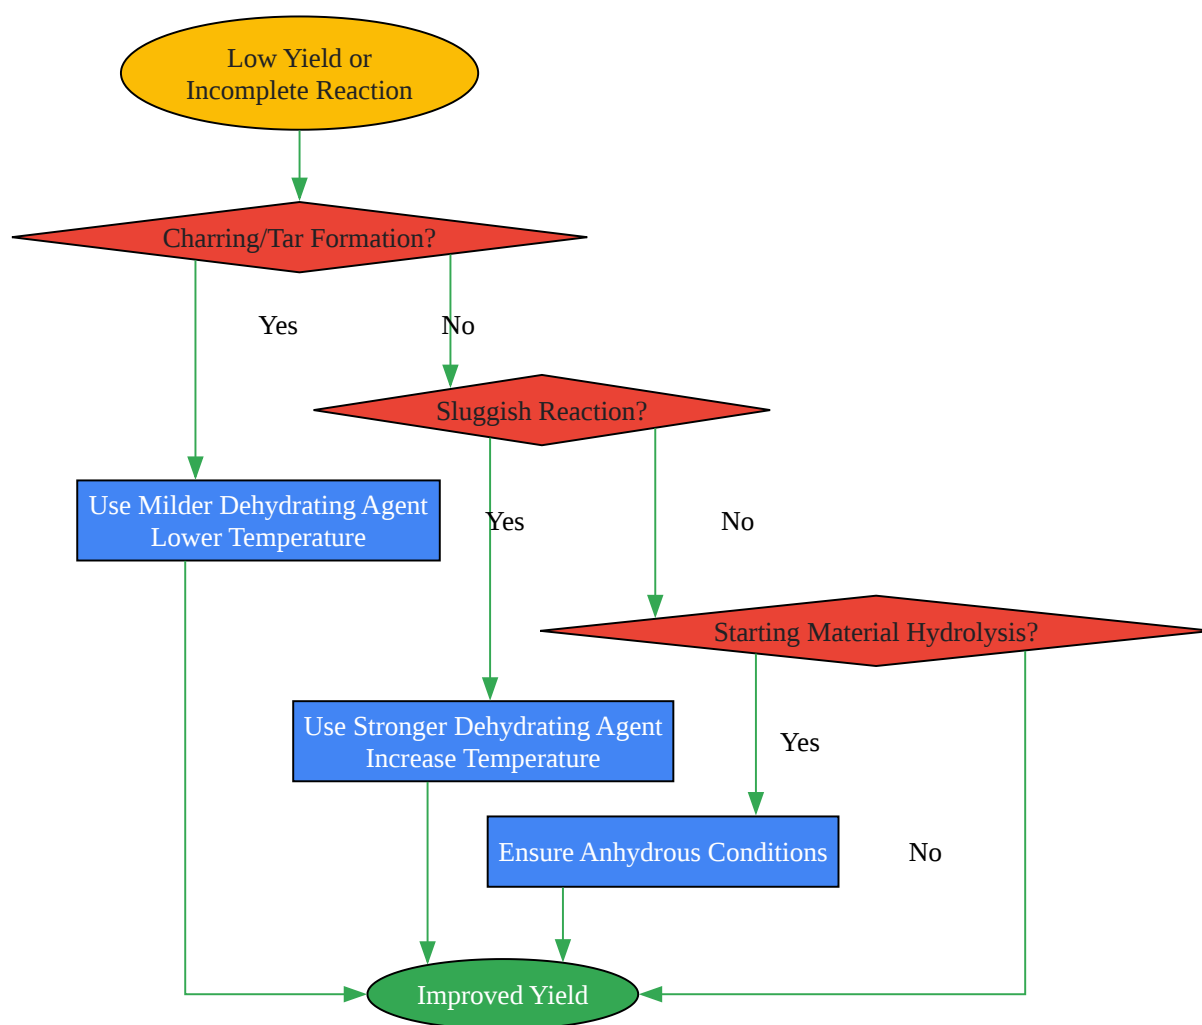 Low Yield or
Incomplete Reaction
Charring/Tar Formation?
Yes
No
Sluggish Reaction?
Use Milder Dehydrating Agent
Lower Temperature
Yes
No
Starting Material Hydrolysis?
Use Stronger Dehydrating Agent
Increase Temperature
Yes
Ensure Anhydrous Conditions
No
Improved Yield